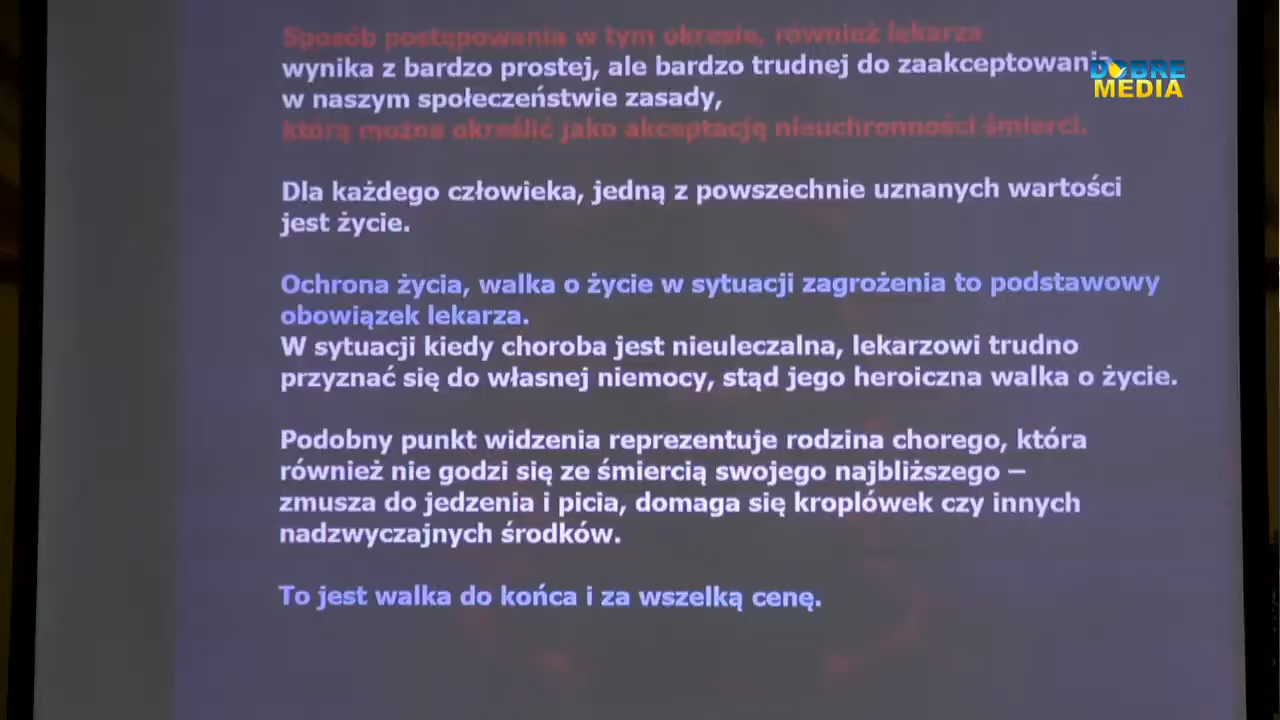 Sposób postępowania w tym okresie, również lekarza
wynika z bardzo prostej, ale bardzo trudnej do zaakceptowania
w naszym społeczeństwie zasady,
którą można określić jako akceptację nieuchronności śmierci.
Dla każdego człowieka, jedną z powszechnie uznanych wartości
jest życie.
Ochrona życia, walka o życie w sytuacji zagrożenia to podstawowy
obowiązek lekarza.
W sytuacji kiedy choroba jest nieuleczalna, lekarzowi trudno
przyznać się do własnej niemocy, stąd jego heroiczna walka o życie.
Podobny punkt widzenia reprezentuje rodzina chorego, która
również nie godzi się ze śmiercią swojego najbliższego –
zmusza do jedzenia i picia, domaga się kroplówek czy innych
nadzwyczajnych środków.
To jest walka do końca i za wszelką cenę.
DOBRE
MEDIA